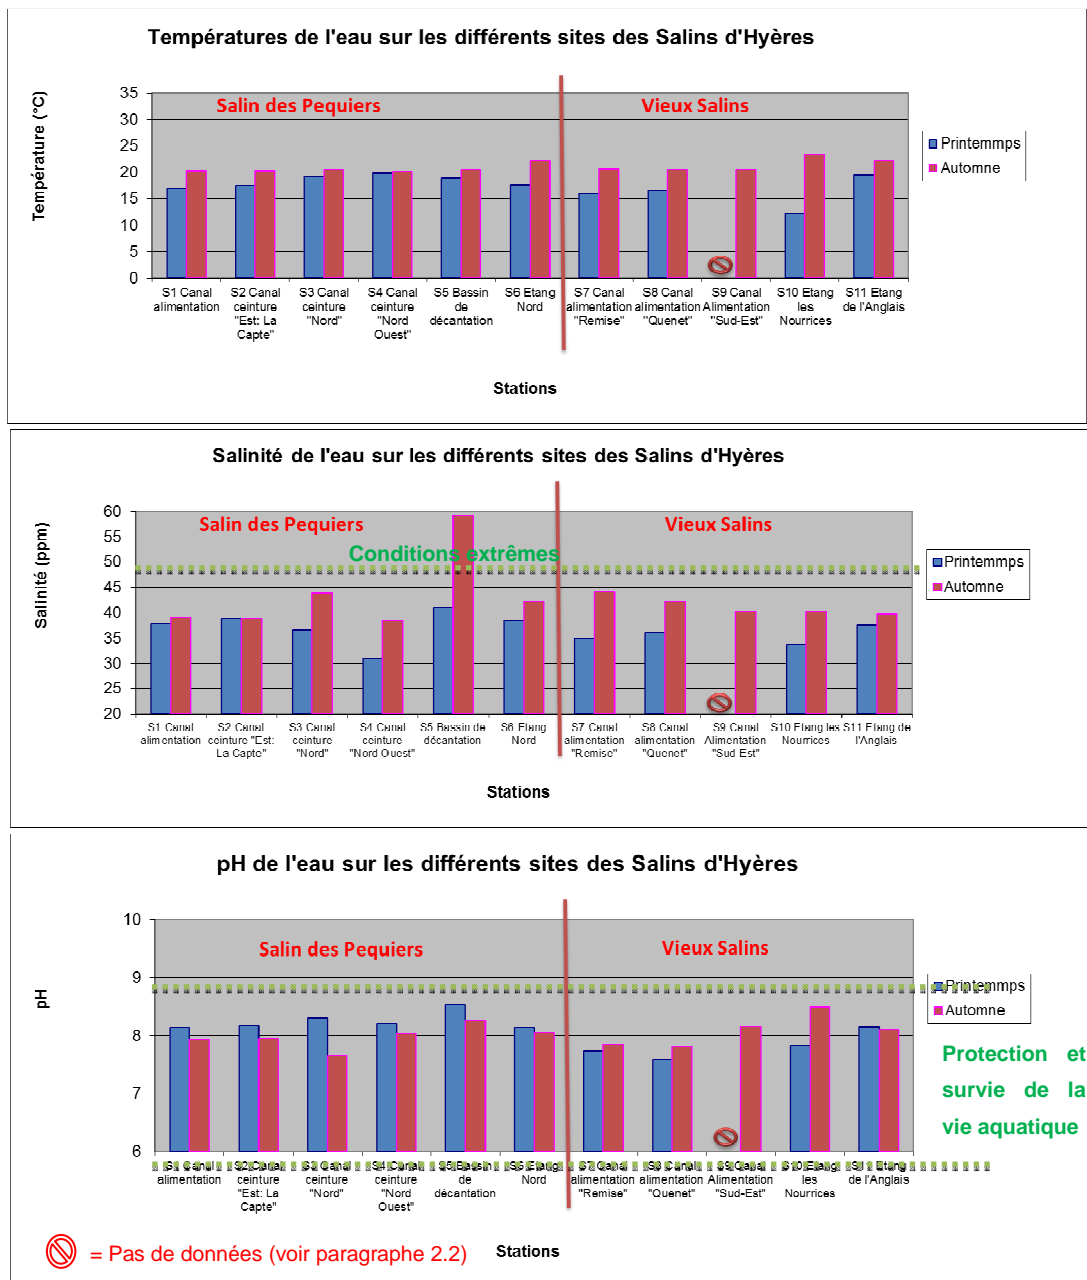 Températures de l'eau sur les différents sites des Salins d'Hyères
Température (°C)
35
30
25
20
15
10
5
0
Salin des Pequiers
Vieux Salins
Printemmps
Automne
S1 Canal alimentation
S2 Canal ceinture "Est: La Capte"
S3 Canal ceinture "Nord"
S4 Canal ceinture "Nord Ouest"
S5 Bassin de décantation
S6 Etang Nord
S7 Canal alimentation "Remise"
S8 Canal alimentation "Quenet"
S9 Canal Alimentation "Sud-Est"
S10 Etang les Nourrices
S11 Etang de l'Anglais
Stations
Salinité de l'eau sur les différents sites des Salins d'Hyères
Salinité (ppm)
60
55
50
45
40
35
30
25
20
Salin des Pequiers
Vieux Salins
Conditions extrêmes
Printemmps
Automne
S1 Canal alimentation
S2 Canal ceinture "Est: La Capte"
S3 Canal ceinture "Nord"
S4 Canal ceinture "Nord Ouest"
S5 Bassin de décantation
S6 Etang Nord
S7 Canal alimentation "Remise"
S8 Canal alimentation "Quenet"
S9 Canal Alimentation "Sud Est"
S10 Etang les Nourrices
S11 Etang de l'Anglais
Stations
pH de l'eau sur les différents sites des Salins d'Hyères
pH
10
9
8
7
6
Salin des Pequiers
Vieux Salins
Printemmps
Automne
Protection et
survie de la
vie aquatique
S1 Canal alimentation
S2 Canal ceinture "Est: La Capte"
S3 Canal ceinture "Nord"
S4 Canal ceinture "Nord Ouest"
S5 Bassin de décantation
S6 Etang Nord
S7 Canal alimentation "Remise"
S8 Canal alimentation "Quenet"
S9 Canal Alimentation "Sud-Est"
S10 Etang les Nourrices
S11 Etang de l'Anglais
= Pas de données (voir paragraphe 2.2)
Stations